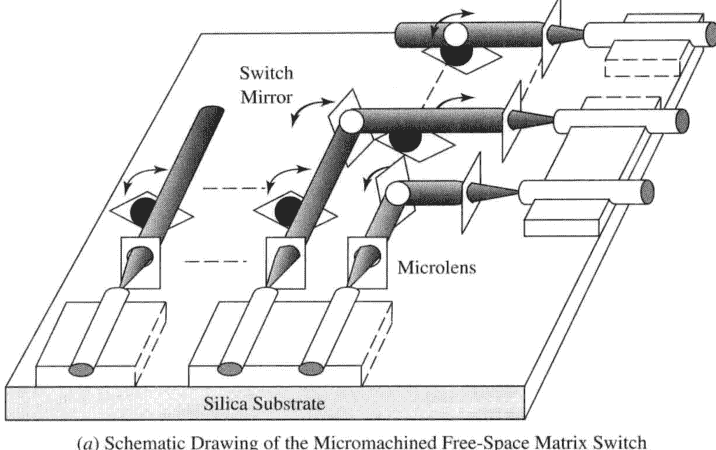 Switch
Mirror
Microlens
Silica Substrate
(a) Schematic Drawing of the Micromachined Free-Space Matrix Switch